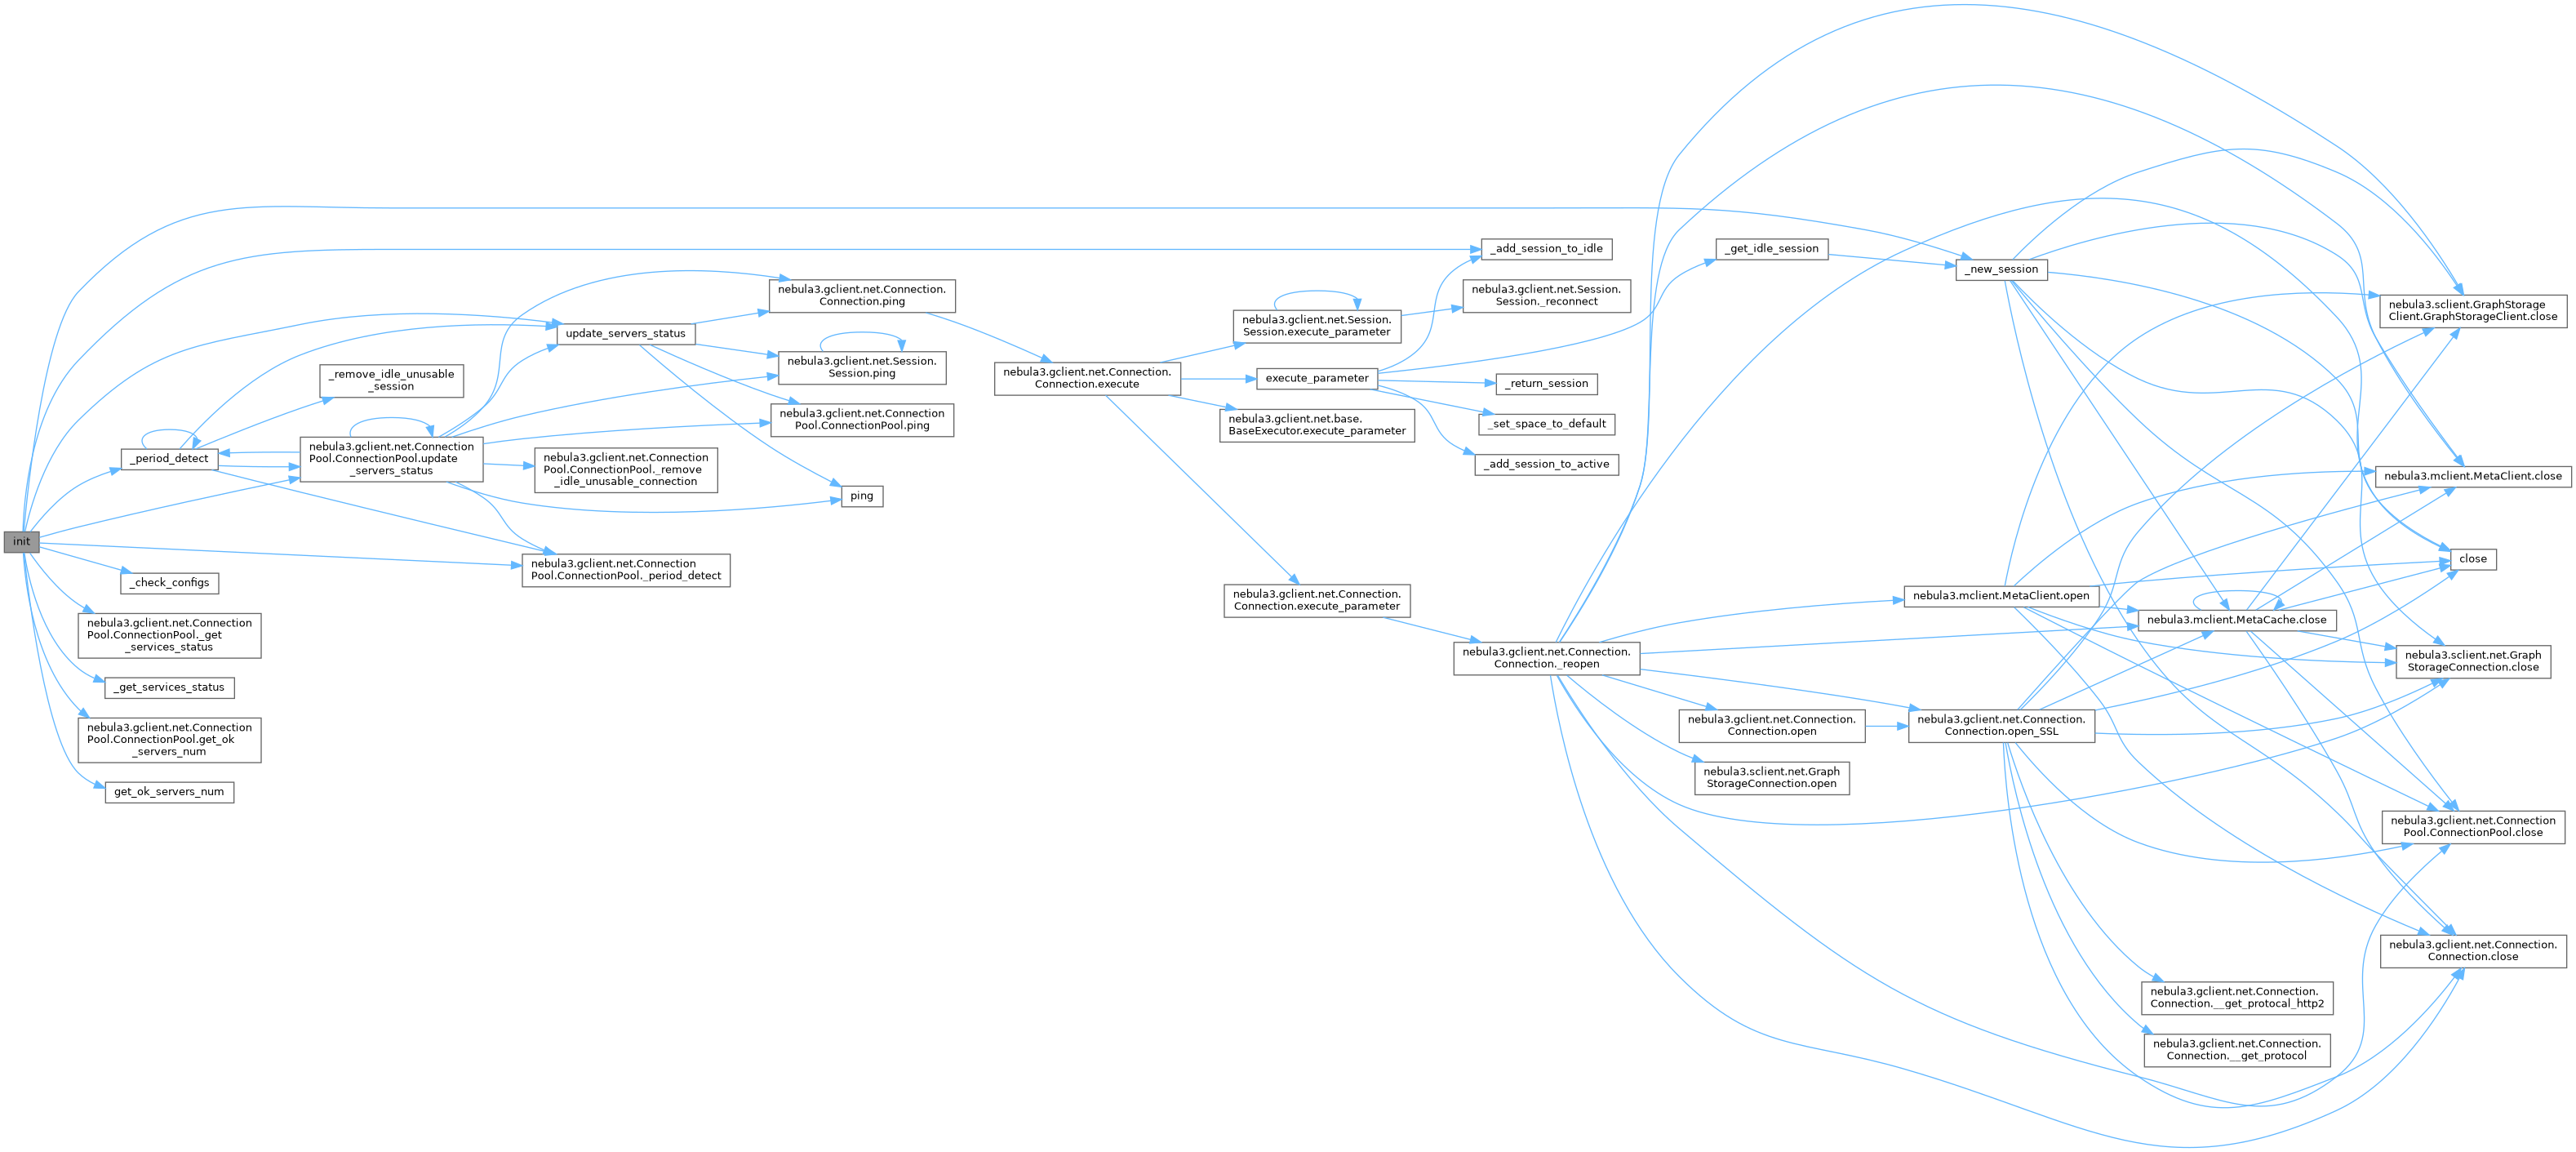 init
_period_detect
_check_configs
nebula3.gclient.net.Connection
Pool.ConnectionPool._get
_services_status
_get_services_status
nebula3.gclient.net.Connection
Pool.ConnectionPool.get_ok
_servers_num
get_ok_servers_num
_remove_idle_unusable
_session
nebula3.gclient.net.Connection
Pool.ConnectionPool.update
_servers_status
update_servers_status
nebula3.gclient.net.Connection
Pool.ConnectionPool._remove
_idle_unusable_connection
nebula3.gclient.net.Connection
Pool.ConnectionPool._period_detect
nebula3.gclient.net.Connection.
Connection.ping
nebula3.gclient.net.Session.
Session.ping
nebula3.gclient.net.Connection
Pool.ConnectionPool.ping
ping
nebula3.gclient.net.Connection.
Connection.execute
nebula3.gclient.net.Session.
Session.execute_parameter
execute_parameter
nebula3.gclient.net.base.
BaseExecutor.execute_parameter
nebula3.gclient.net.Connection.
Connection.execute_parameter
_add_session_to_idle
nebula3.gclient.net.Session.
Session._reconnect
_return_session
_set_space_to_default
_add_session_to_active
nebula3.gclient.net.Connection.
Connection._reopen
_get_idle_session
nebula3.gclient.net.Connection.
Connection.open
nebula3.sclient.net.Graph
StorageConnection.open
_new_session
nebula3.mclient.MetaClient.open
nebula3.gclient.net.Connection.
Connection.open_SSL
nebula3.mclient.MetaCache.close
nebula3.gclient.net.Connection.
Connection.__get_protocal_http2
nebula3.gclient.net.Connection.
Connection.__get_protocol
nebula3.sclient.GraphStorage
Client.GraphStorageClient.close
nebula3.mclient.MetaClient.close
close
nebula3.sclient.net.Graph
StorageConnection.close
nebula3.gclient.net.Connection
Pool.ConnectionPool.close
nebula3.gclient.net.Connection.
Connection.close